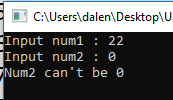 C:\Users\dalen\Desktop\U
Input num1 : 22
Input num2 : 0
Num2 can't be 0